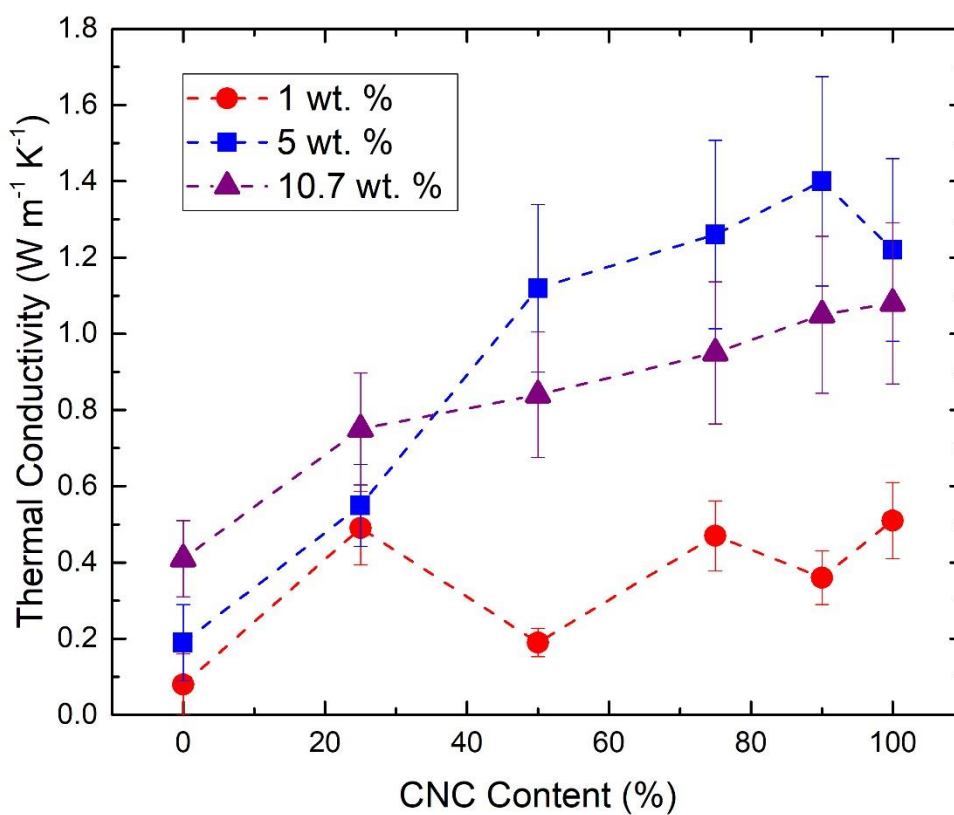 1.8
1.6
1.4
1.2
1.0
0.8
0.6
0.4
0.2
0.0
Thermal Conductivity (W m⁻¹ K⁻¹)
1 wt. %
5 wt. %
10.7 wt. %
0 20 40 60 80 100
CNC Content (%)